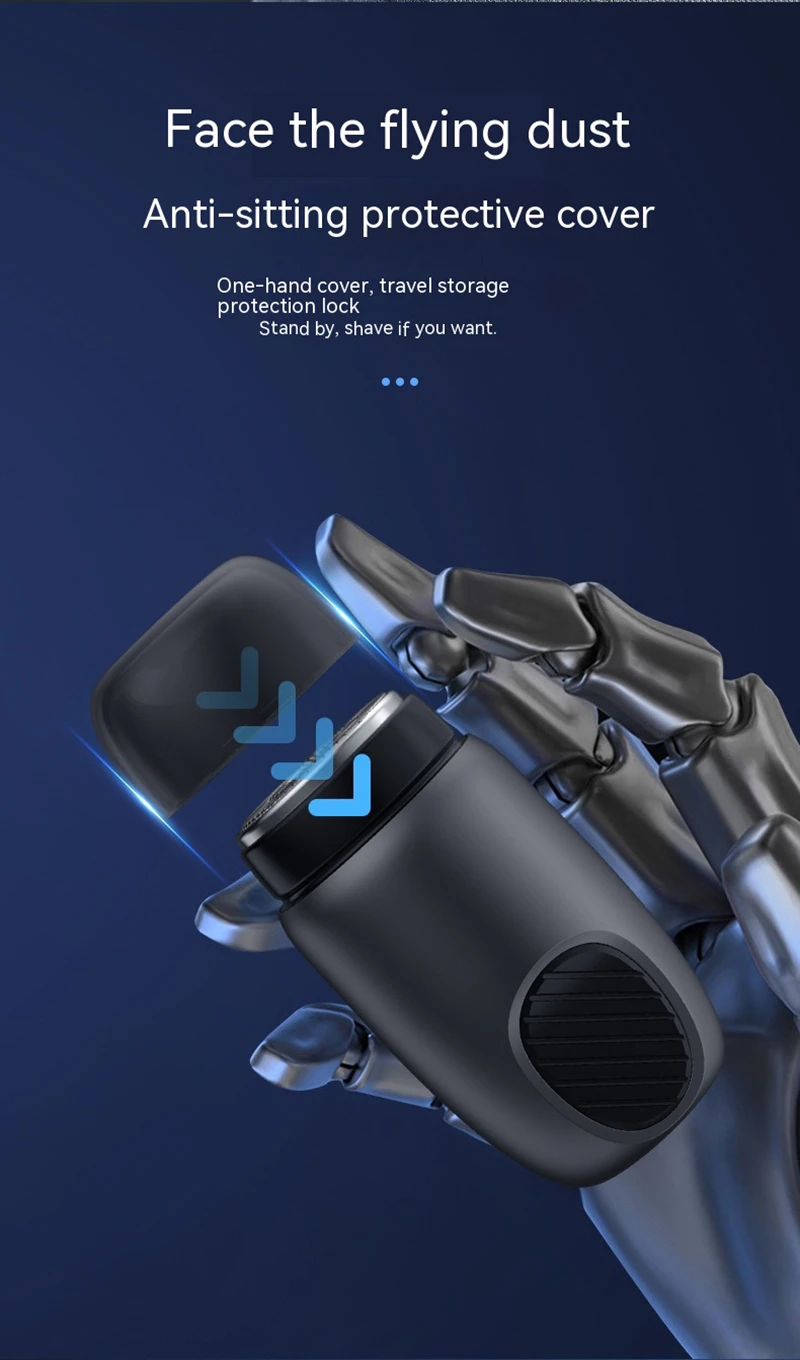 Face the flying dust
Anti-sitting protective cover
One-hand cover, travel storage
protection lock
Stand by, shave if you want.